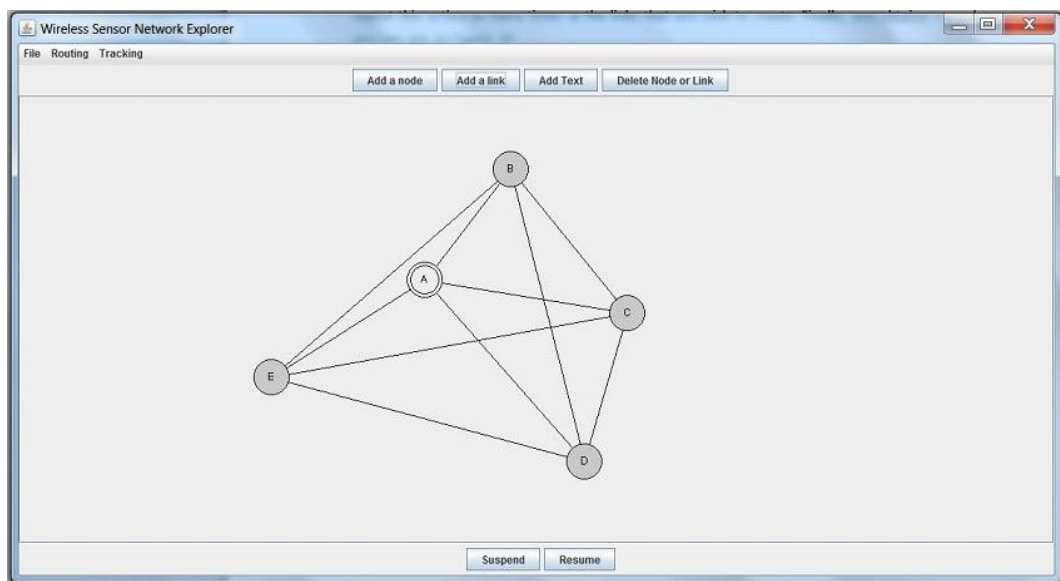 Wireless Sensor Network Explorer
File Routing Tracking
Add a node Add a link Add Text Delete Node or Link
B
A
C
E
D
Suspend Resume